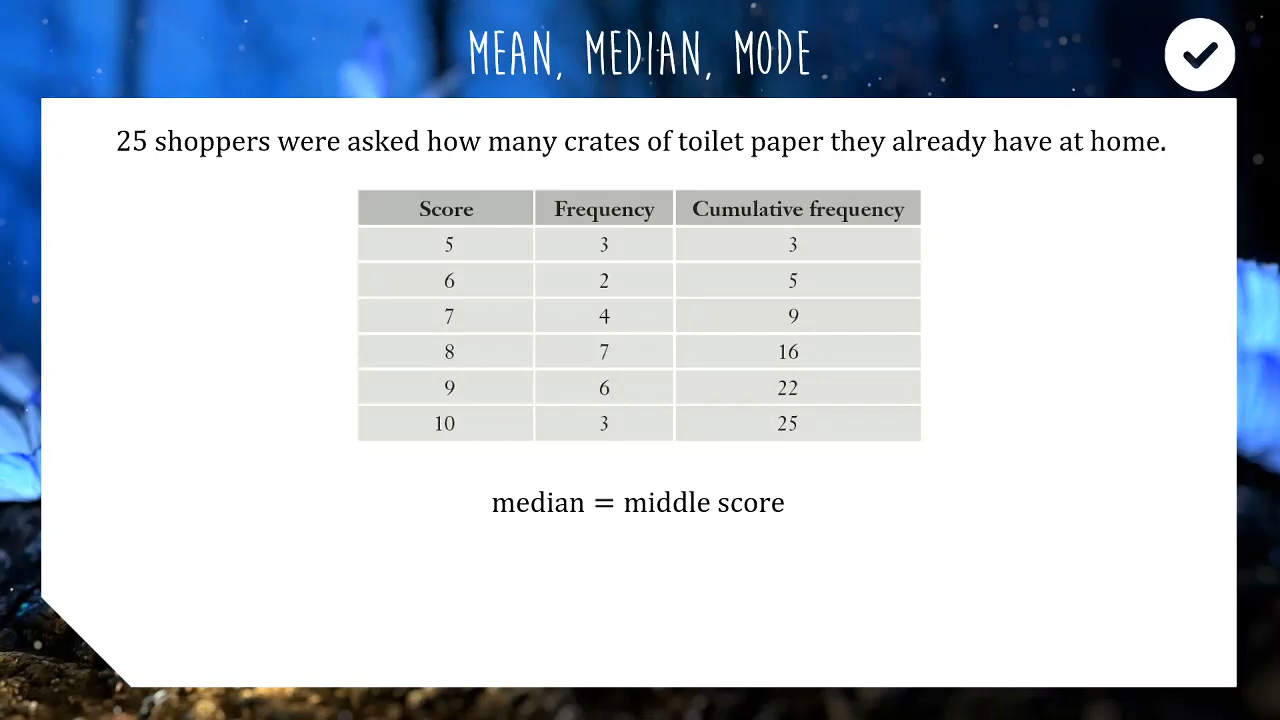 MEAN, MEDIAN, MODE
25 shoppers were asked how many crates of toilet paper they already have at home.
Score Frequency Cumulative frequency
5 3 3
6 2 5
7 4 9
8 7 16
9 6 22
10 3 25
median = middle score